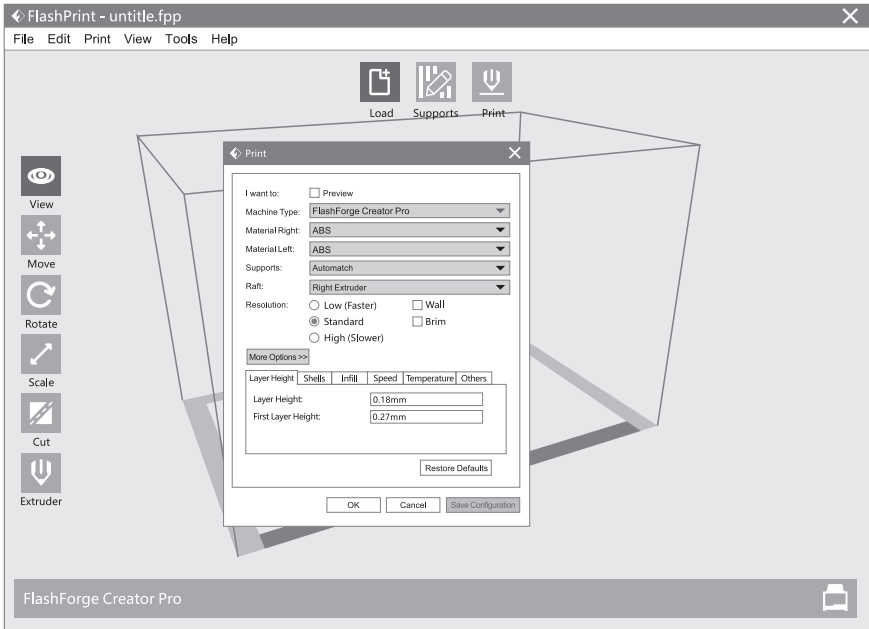 FlashPrint - untitle.fpp
File Edit Print View Tools Help
Load Supports Print
View
Move
Rotate
Scale
Cut
Extruder
Print
I want to: Preview
Machine Type: FlashForge Creator Pro
Material Right: ABS
Material Left: ABS
Supports: Automatch
Raft: Right Extruder
Resolution: Low (Faster) Wall
Standard Brim
High (Slower)
More Options >>
Layer Height Shells Infill Speed Temperature Others
Layer Height: 0.18mm
First Layer Height: 0.27mm
Restore Defaults
OK Cancel Save Configuration
FlashForge Creator Pro